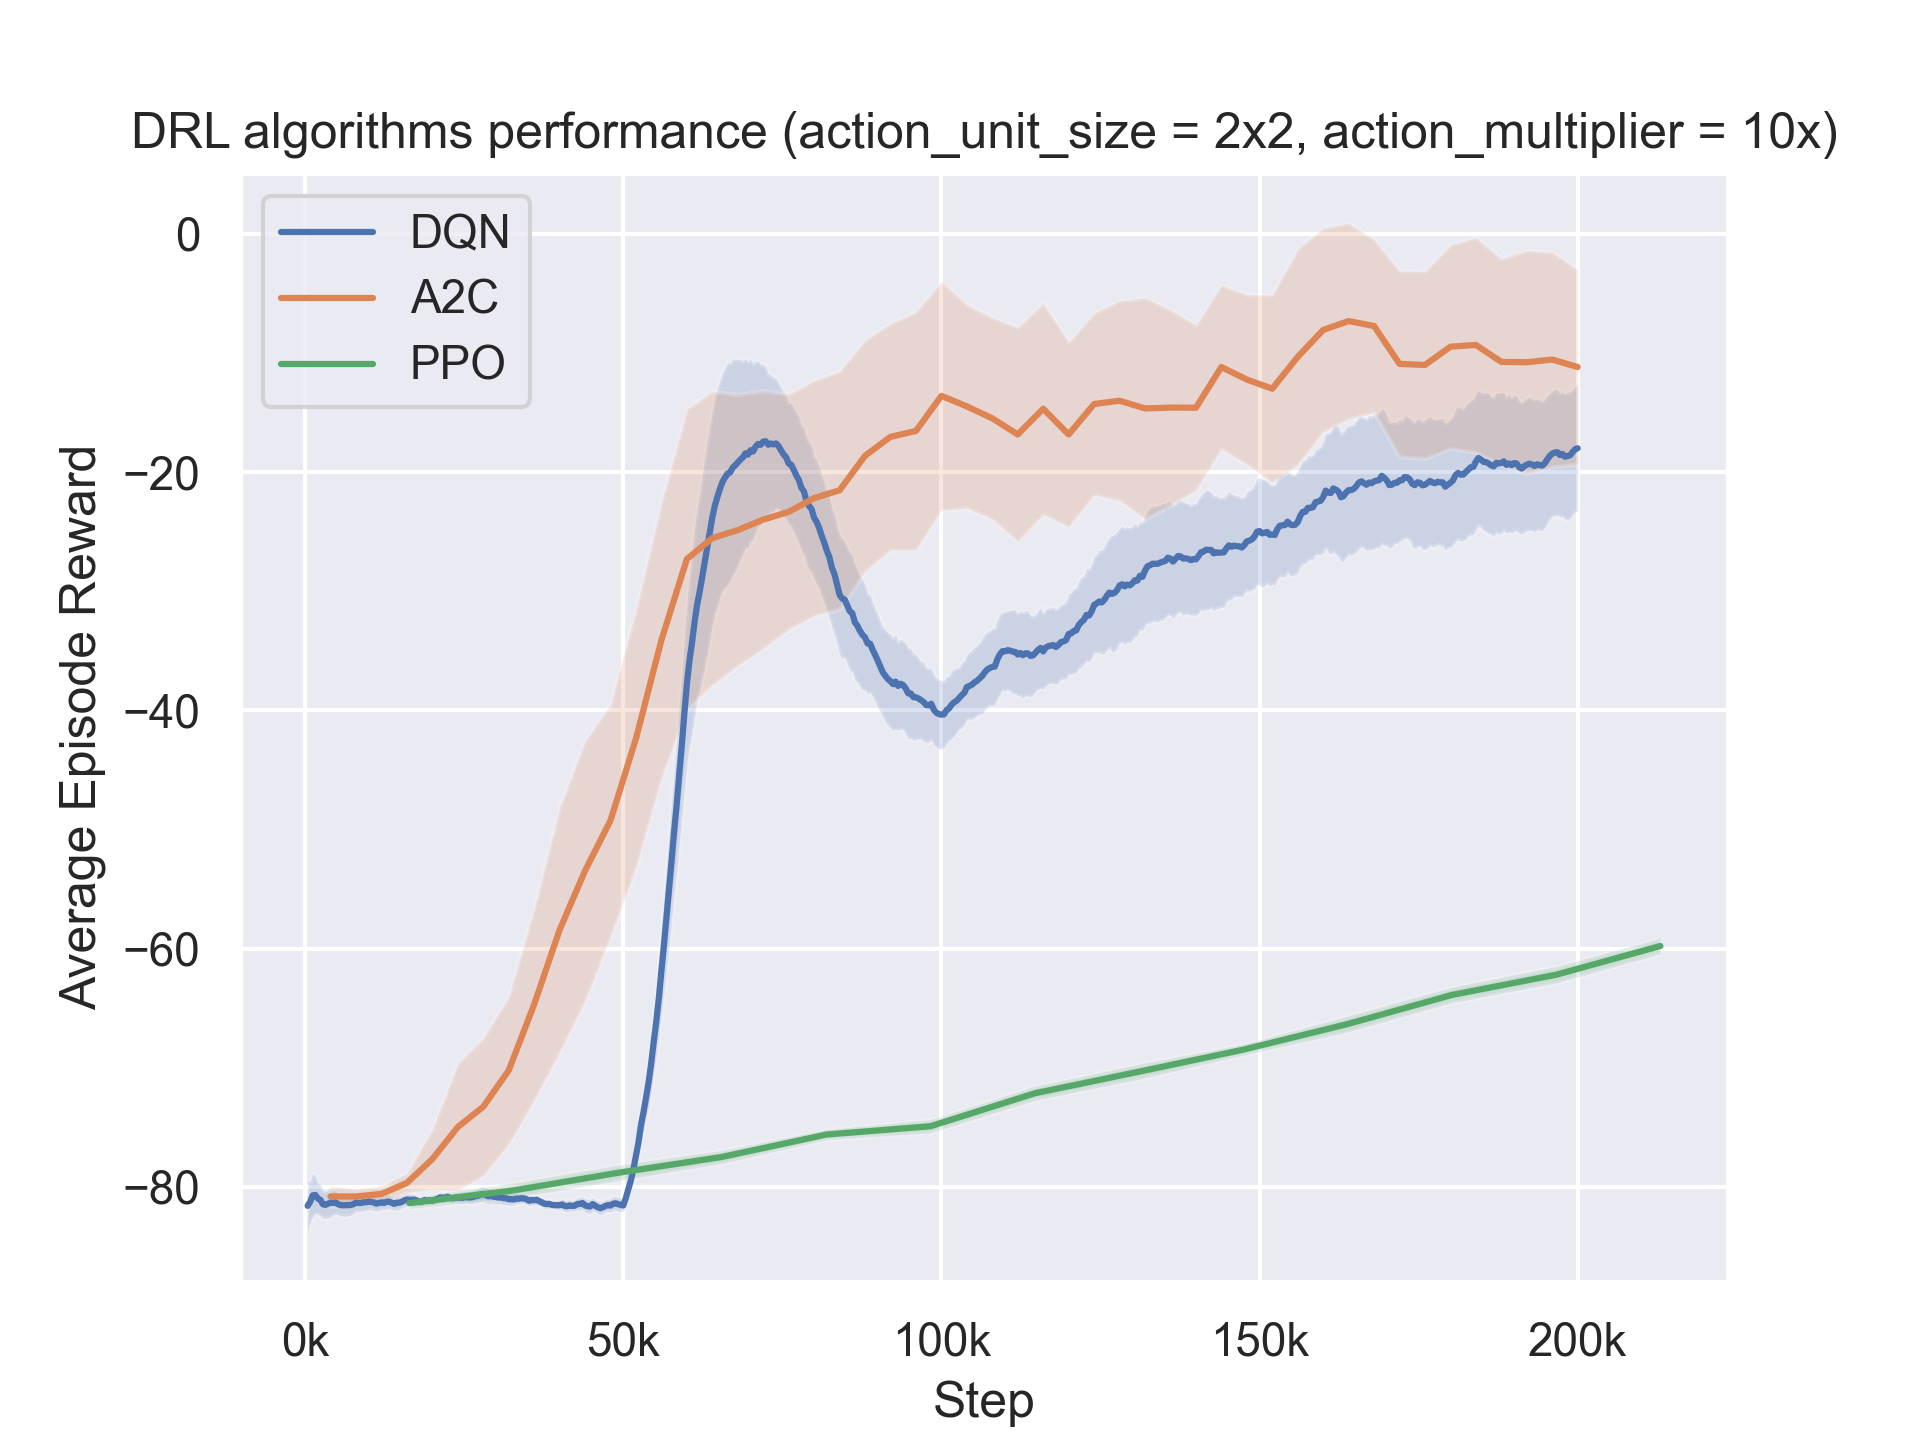 DRL algorithms performance (action_unit_size = 2x2, action_multiplier = 10x)
DQN
A2C
PPO
Average Episode Reward
0
−20
−40
−60
−80
0k
50k
100k
150k
200k
Step